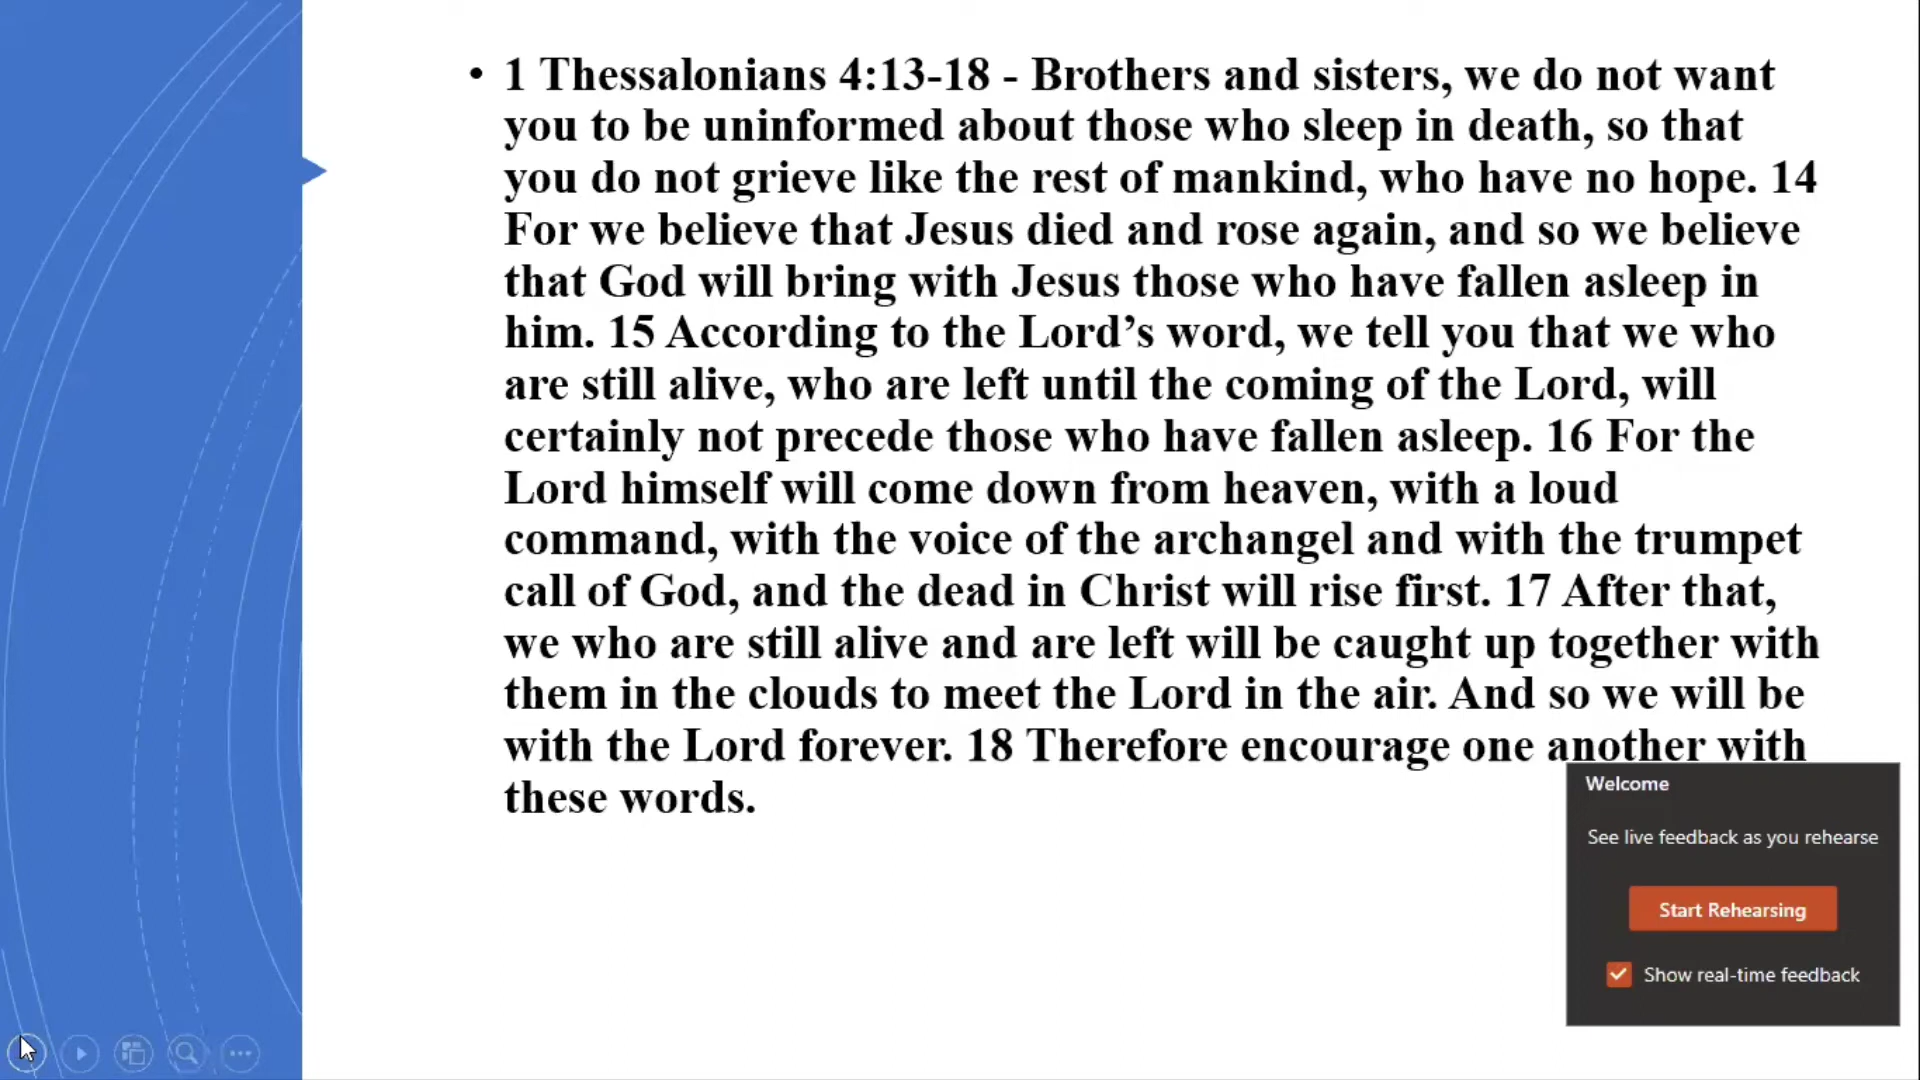 • 1 Thessalonians 4:13-18 - Brothers and sisters, we do not want
you to be uninformed about those who sleep in death, so that
you do not grieve like the rest of mankind, who have no hope. 14
For we believe that Jesus died and rose again, and so we believe
that God will bring with Jesus those who have fallen asleep in
him. 15 According to the Lord’s word, we tell you that we who
are still alive, who are left until the coming of the Lord, will
certainly not precede those who have fallen asleep. 16 For the
Lord himself will come down from heaven, with a loud
command, with the voice of the archangel and with the trumpet
call of God, and the dead in Christ will rise first. 17 After that,
we who are still alive and are left will be caught up together with
them in the clouds to meet the Lord in the air. And so we will be
with the Lord forever. 18 Therefore encourage one another with
these words.
Welcome
See live feedback as you rehearse
Start Rehearsing
Show real-time feedback